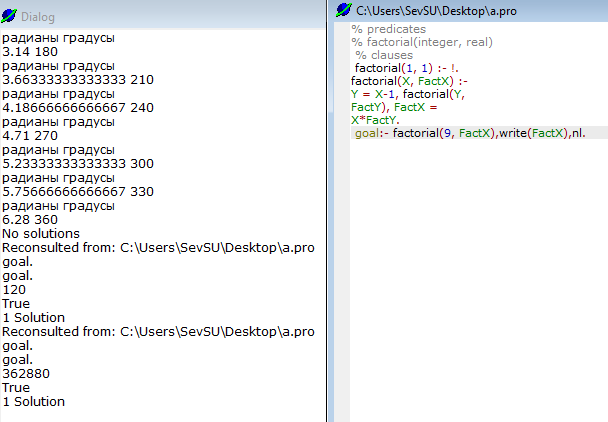 Dialog
радианы градусы
3.14 180
радианы градусы
3.66333333333333 210
радианы градусы
4.18666666666667 240
радианы градусы
4.71 270
радианы градусы
5.23333333333333 300
радианы градусы
5.75666666666667 330
радианы градусы
6.28 360
No solutions
Reconsulted from: C:\Users\SevSU\Desktop\a.pro
goal.
goal.
120
True
1 Solution
Reconsulted from: C:\Users\SevSU\Desktop\a.pro
goal.
goal.
362880
True
1 Solution
C:\Users\SevSU\Desktop\a.pro
% predicates
% factorial(integer, real)
% clauses
factorial(1, 1) :- !.
factorial(X, FactX) :-
Y = X-1, factorial(Y,
FactY), FactX =
X*FactY.
goal:- factorial(9, FactX),write(FactX),nl.